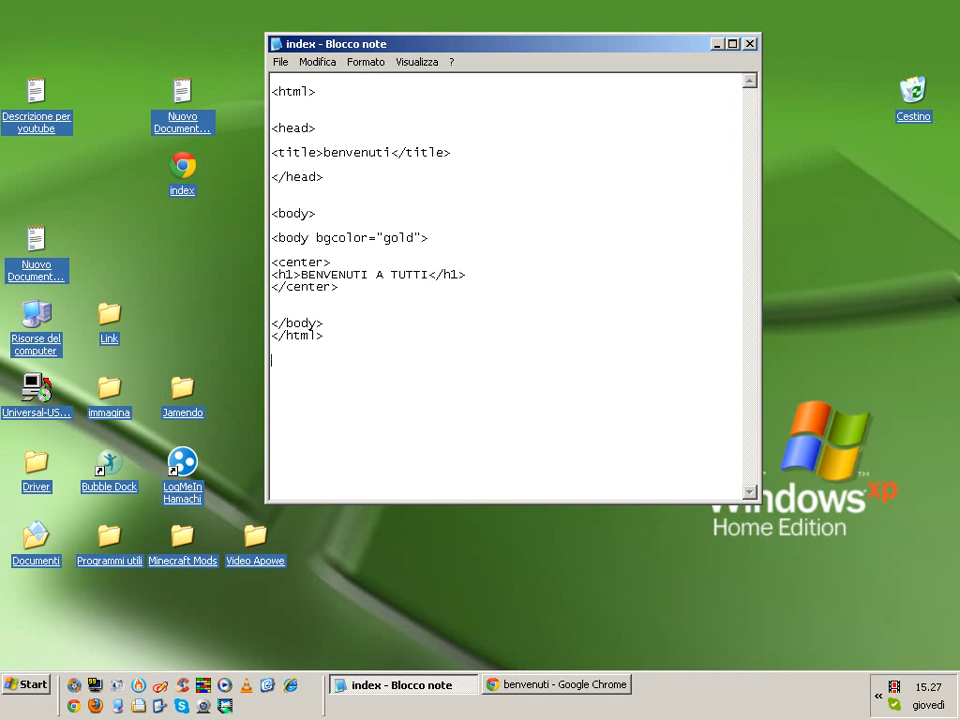 index - Blocco note
File Modifica Formato Visualizza ?
<html>
<head>
<title>benvenuti</title>
</head>
<body>
<body bgcolor="gold">
<center>
<h1>BENVENUTI A TUTTI</h1>
</center>
</body>
</html>
Descrizione per
youtube
Nuovo
Document...
index
Cestino
Nuovo
Document...
Risorse del
computer
Link
Universal-US...
immagina
Jamendo
Driver
Bubble Dock
LogMeIn
Hamachi
Documenti
Programmi utili
Minecraft Mods
Video Apowe
Windows xp
TM
Home Edition
Start
index - Blocco note
benvenuti - Google Chrome
15.27
giovedì